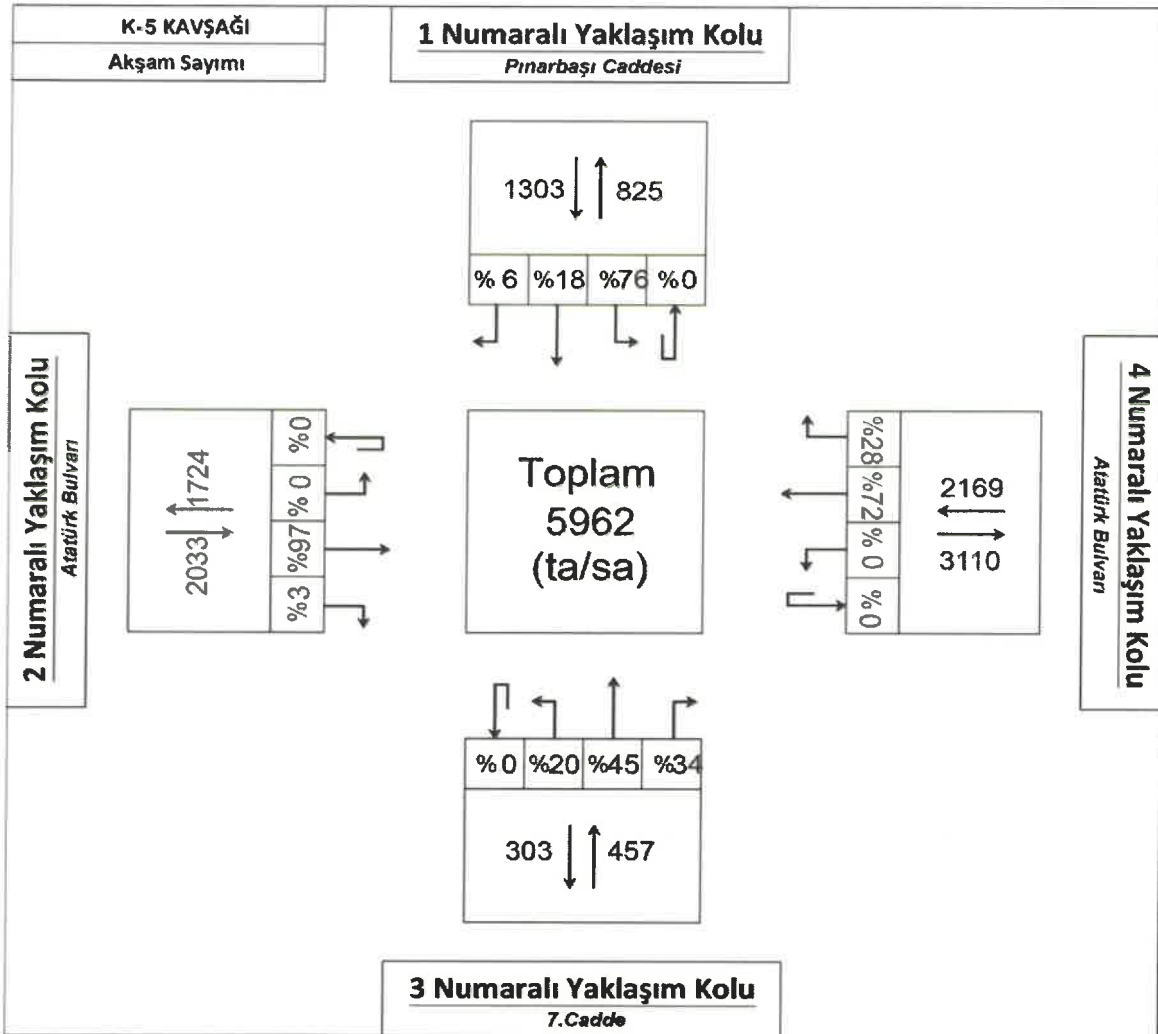 K-5 KAVŞAĞI
Akşam Sayımı
1 Numaralı Yaklaşım Kolu
Pınarbaşı Caddesi
1303 825
% 6 %18 %76 %0
2 Numaralı Yaklaşım Kolu
Atatürk Bulvarı
1724
2033
%0
% 0
%97
%3
Toplam
5962
(ta/sa)
%28
%72
% 0
% 0
2169
3110
4 Numaralı Yaklaşım Kolu
Atatürk Bulvarı
% 0 %20 %45 %34
303 457
3 Numaralı Yaklaşım Kolu
7.Cadde